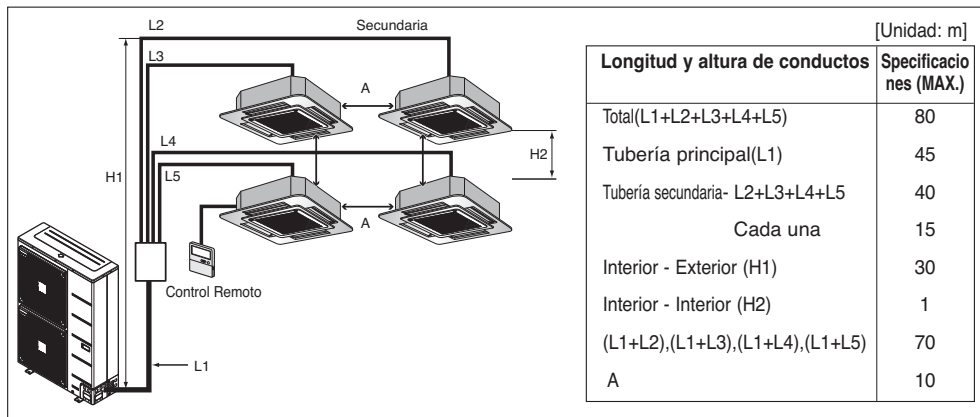 L2
Secundaria
L3
A
L4
H2
H1
L5
A
Control Remoto
L1
[Unidad: m]
Longitud y altura de conductos Specificacio
nes (MAX.)
Total(L1+L2+L3+L4+L5) 80
Tubería principal(L1) 45
Tubería secundaria- L2+L3+L4+L5 40
Cada una 15
Interior - Exterior (H1) 30
Interior - Interior (H2) 1
(L1+L2),(L1+L3),(L1+L4),(L1+L5) 70
A 10